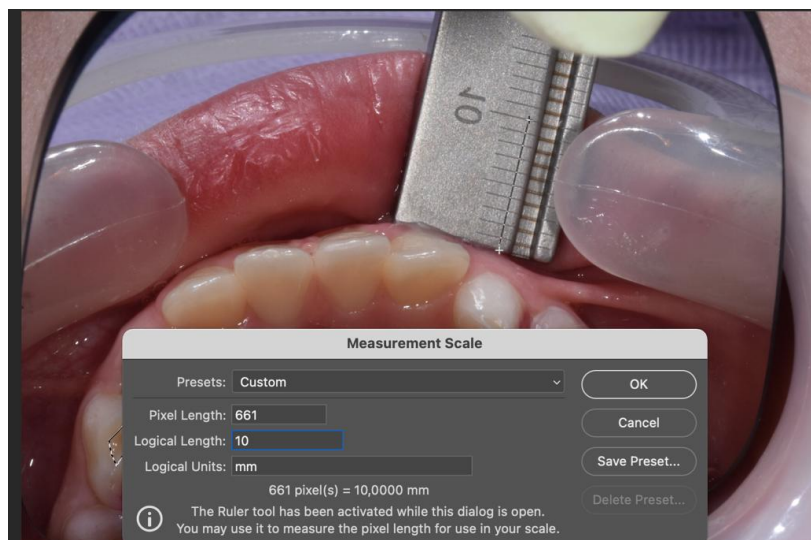 10
Measurement Scale
Presets: Custom
OK
Pixel Length: 661
Cancel
Logical Length: 10
Logical Units: mm
Save Preset...
661 pixel(s) = 10,0000 mm
Delete Preset...
The Ruler tool has been activated while this dialog is open.
You may use it to measure the pixel length for use in your scale.